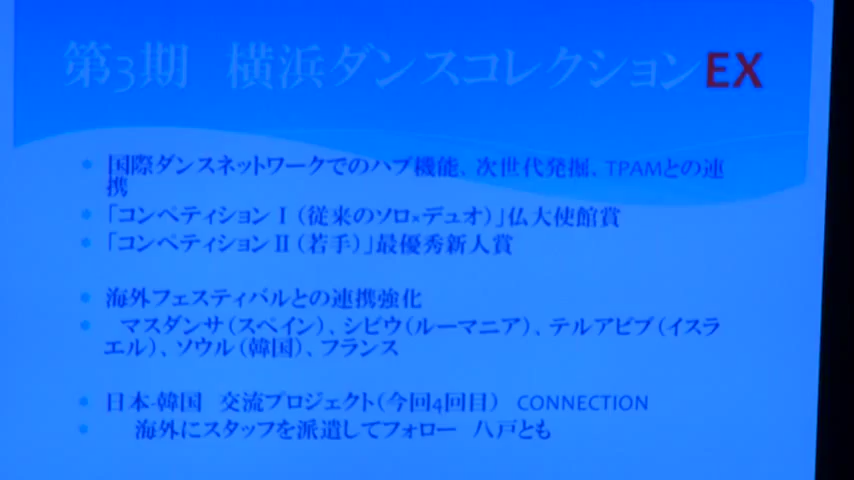 第3期　横浜ダンスコレクションEX
国際ダンスネットワークでのハブ機能、次世代発掘、TPAMとの連
携
「コンペティションⅠ（従来のソロ×デュオ）」仏大使館賞
「コンペティションⅡ（若手）」最優秀新人賞
海外フェスティバルとの連携強化
マスダンサ（スペイン）、シビウ（ルーマニア）、テルアビブ（イスラ
エル）、ソウル（韓国）、フランス
日本-韓国　交流プロジェクト（今回4回目）　CONNECTION
海外にスタッフを派遣してフォロー　八戸とも